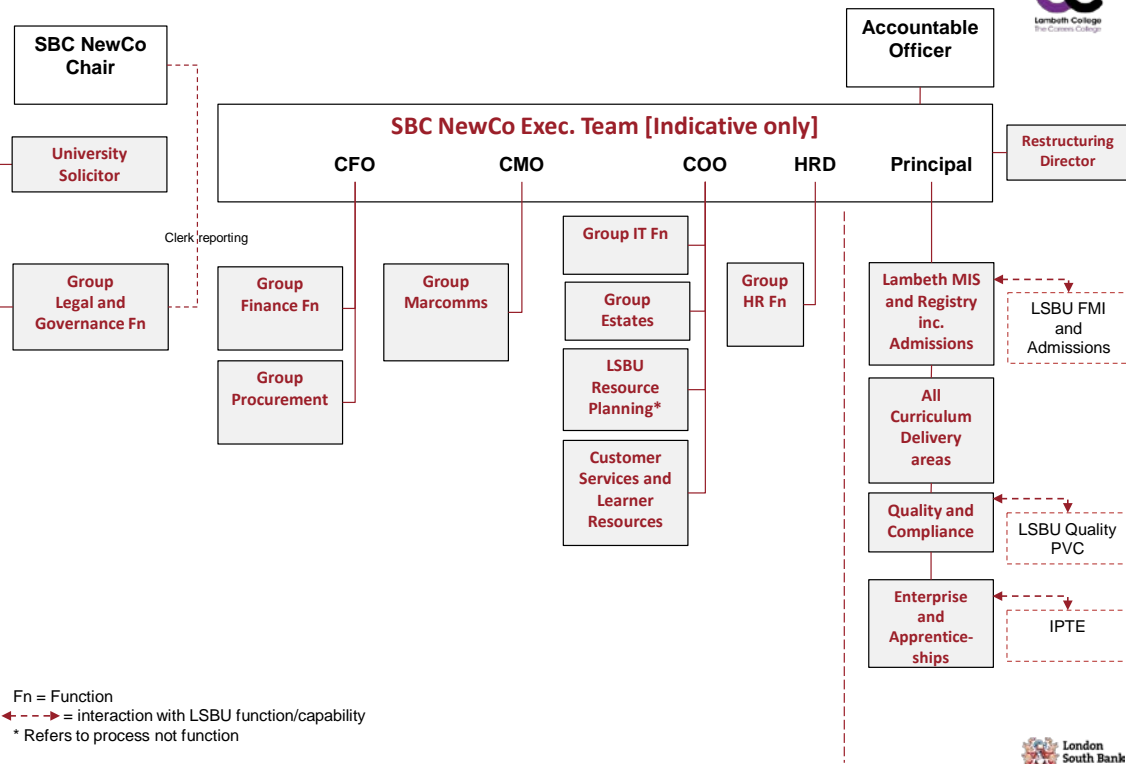 Lambeth College
The Careers College
SBC NewCo
Chair
Accountable
Officer
SBC NewCo Exec. Team [Indicative only]
CFO
CMO
COO
HRD
Principal
University
Solicitor
Restructuring
Director
Clerk reporting
Group
Legal and
Governance Fn
Group
Finance Fn
Group
Procurement
Group
Marcomms
Group IT Fn
Group
Estates
LSBU
Resource
Planning*
Customer
Services and
Learner
Resources
Group
HR Fn
Lambeth MIS
and Registry
inc.
Admissions
LSBU FMI
and
Admissions
All
Curriculum
Delivery
areas
Quality and
Compliance
LSBU Quality
PVC
Enterprise
and
Apprentice-
ships
IPTE
Fn = Function
= interaction with LSBU function/capability
* Refers to process not function
London
South Bank